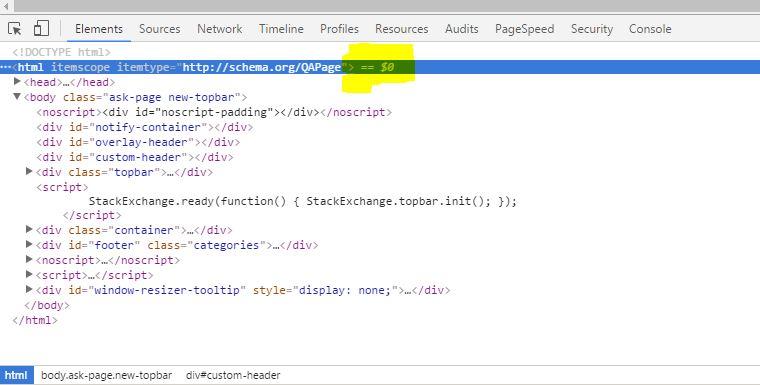 Elements Network Sources Timeline Profiles Resources Audits PageSpeed Security Console
<!DOCTYPE html>
…<html itemscope itemtype="http://schema.org/QAPage"> == $0
▶<head>…</head>
▼<body class="ask-page new-topbar">
<noscript><div id="noscript-padding"></div></noscript>
<div id="notify-container"></div>
<div id="overlay-header"></div>
<div id="custom-header"></div>
▶<div class="topbar">…</div>
<script>
StackExchange.ready(function() { StackExchange.topbar.init(); });
</script>
▶<div class="container">…</div>
▶<div id="footer" class="categories">…</div>
▶<noscript>…</noscript>
▶<script>…</script>
▶<div id="window-resizer-tooltip" style="display: none;">…</div>
</body>
</html>
html body.ask-page.new-topbar div#custom-header